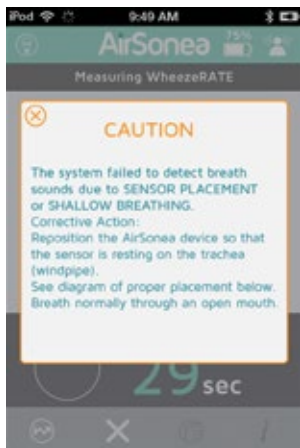 iPod 9:49 AM
AirSonea 75%
Measuring WheezeRATE
CAUTION
The system failed to detect breath
sounds due to SENSOR PLACEMENT
or SHALLOW BREATHING.
Corrective Action:
Reposition the AirSonea device so that
the sensor is resting on the trachea
(windpipe).
See diagram of proper placement below.
Breath normally through an open mouth.
29 sec